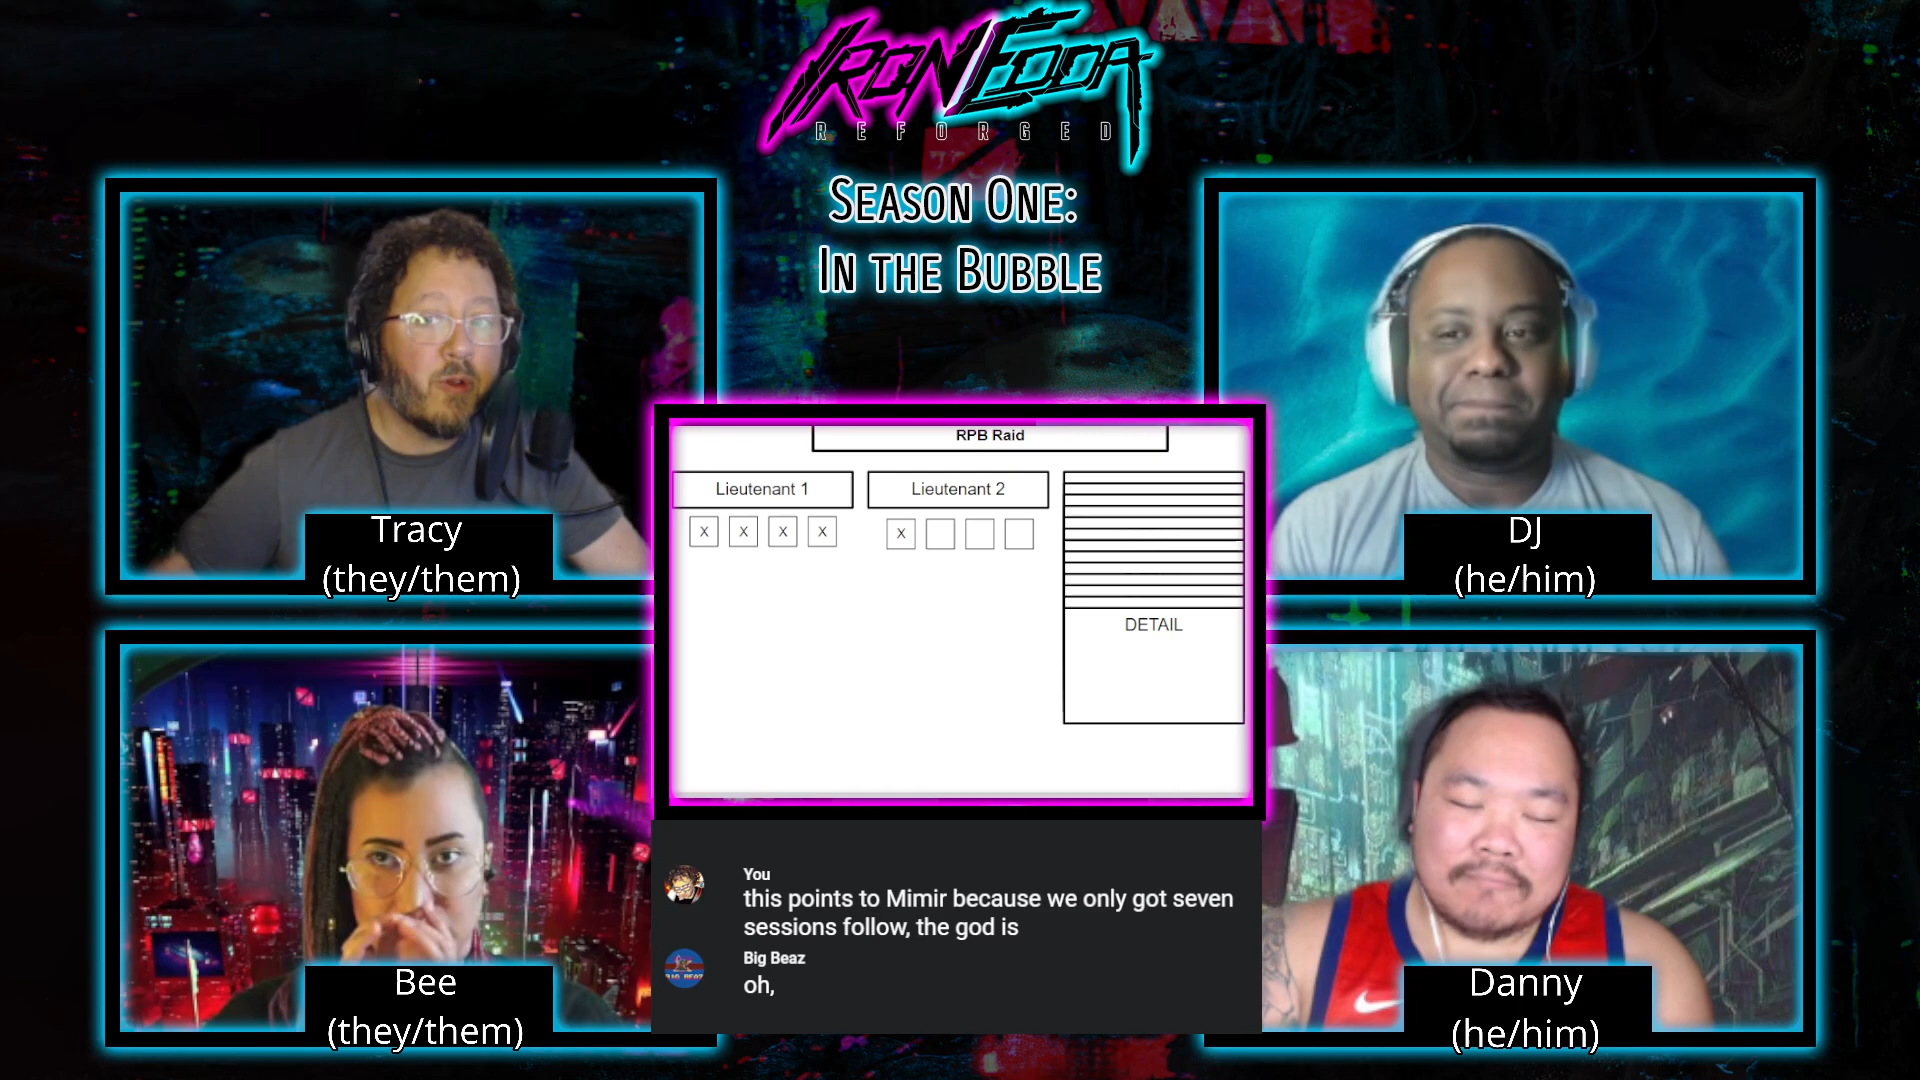 IRON EDDA
REFORGED
SEASON ONE:
IN THE BUBBLE
Tracy
(they/them)
DJ
(he/him)
RPB Raid
Lieutenant 1
Lieutenant 2
X X X X
X
DETAIL
You
this points to Mimir because we only got seven
sessions follow, the god is
Big Beaz
oh,
BIG BEAZ
Bee
(they/them)
Danny
(he/him)